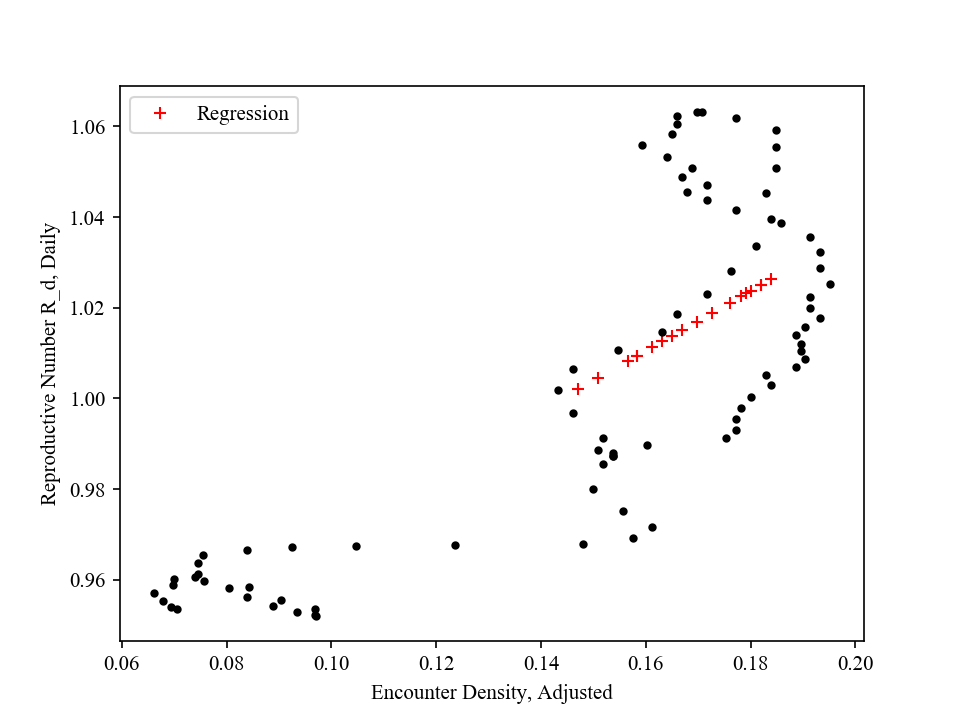 Regression
1.06
1.04
1.02
1.00
0.98
0.96
Reproductive Number R_d, Daily
0.06 0.08 0.10 0.12 0.14 0.16 0.18 0.20
Encounter Density, Adjusted